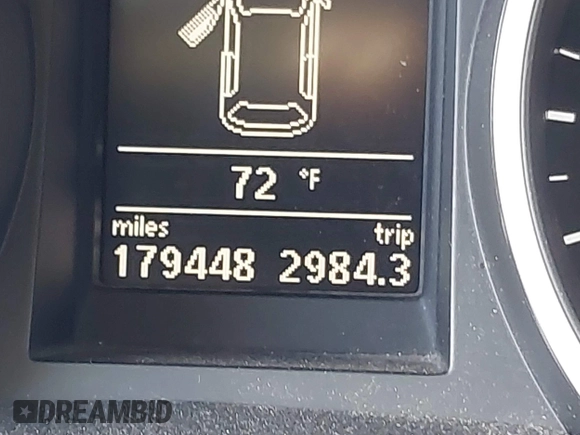 72 °F
miles trip
179448 2984.3
DREAMBID